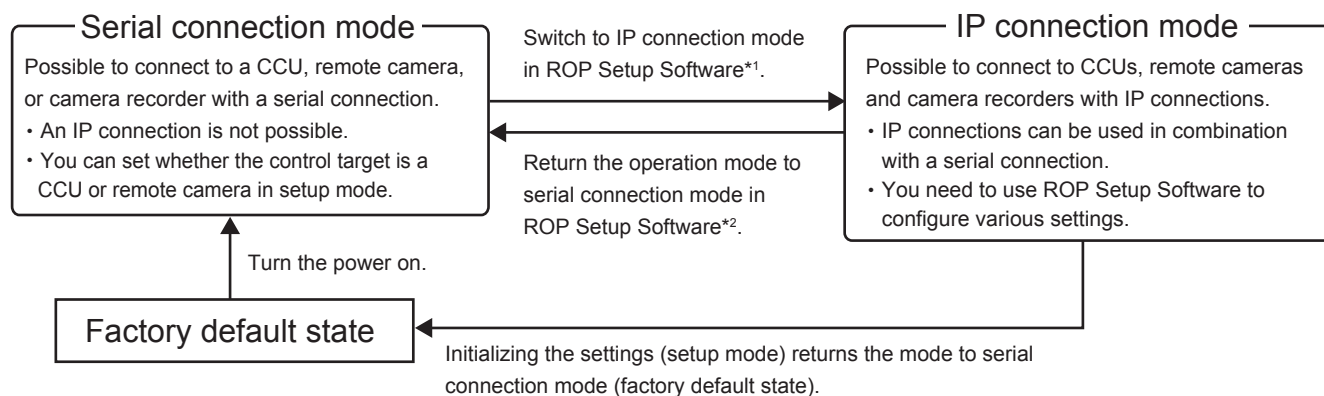 Serial connection mode
Possible to connect to a CCU, remote camera,
or camera recorder with a serial connection.
・An IP connection is not possible.
・You can set whether the control target is a
CCU or remote camera in setup mode.
Switch to IP connection mode
in ROP Setup Software*1.
Return the operation mode to
serial connection mode in
ROP Setup Software*2.
IP connection mode
Possible to connect to CCUs, remote cameras
and camera recorders with IP connections.
・IP connections can be used in combination
with a serial connection.
・You need to use ROP Setup Software to
configure various settings.
Turn the power on.
Factory default state
Initializing the settings (setup mode) returns the mode to serial
connection mode (factory default state).